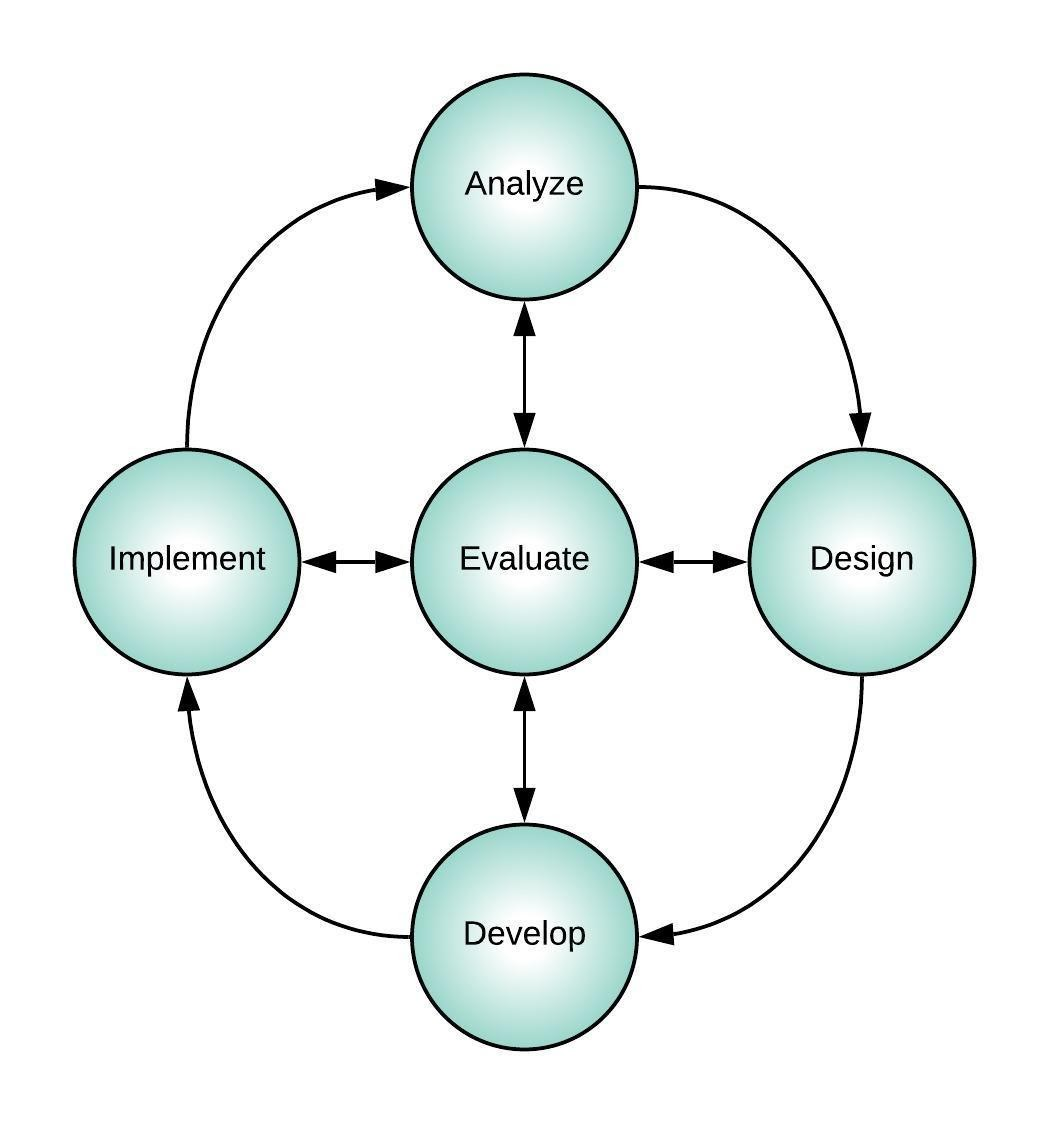 Analyze
Implement
Evaluate
Design
Develop